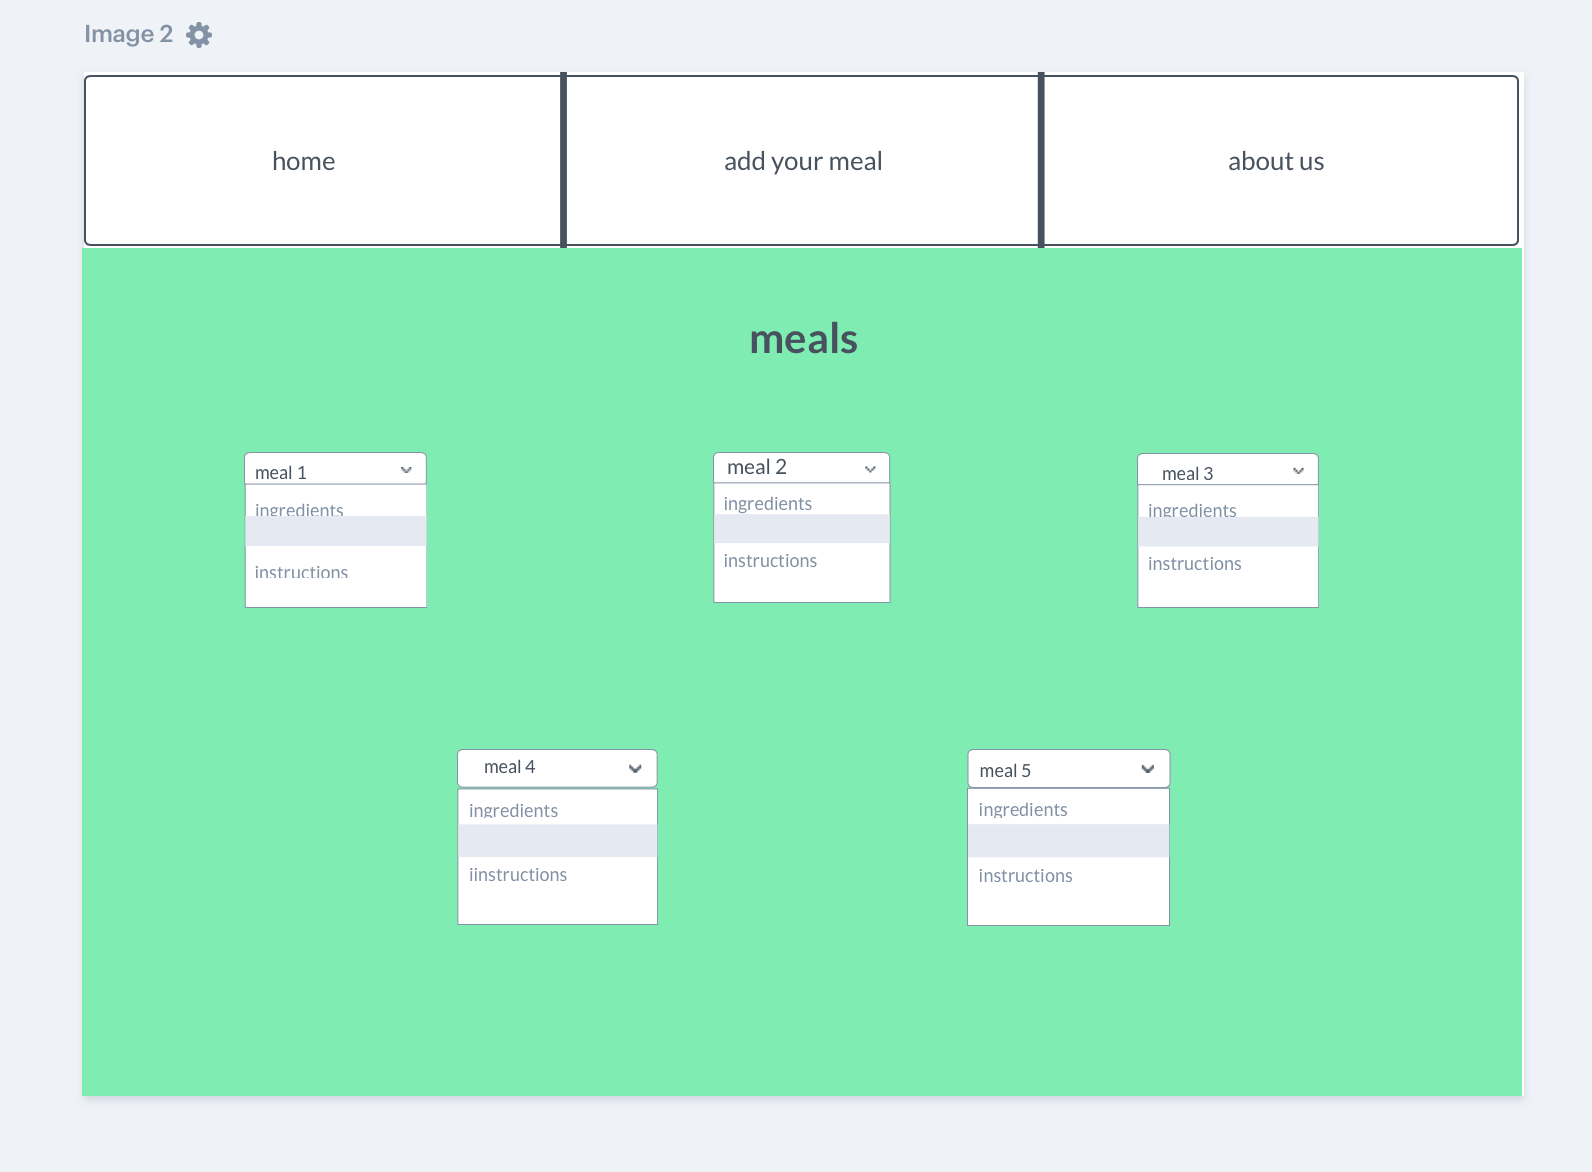 Image 2
home
add your meal
about us
meals
meal 1
ingredients
instructions
meal 2
ingredients
instructions
meal 3
ingredients
instructions
meal 4
ingredients
iinstructions
meal 5
ingredients
instructions